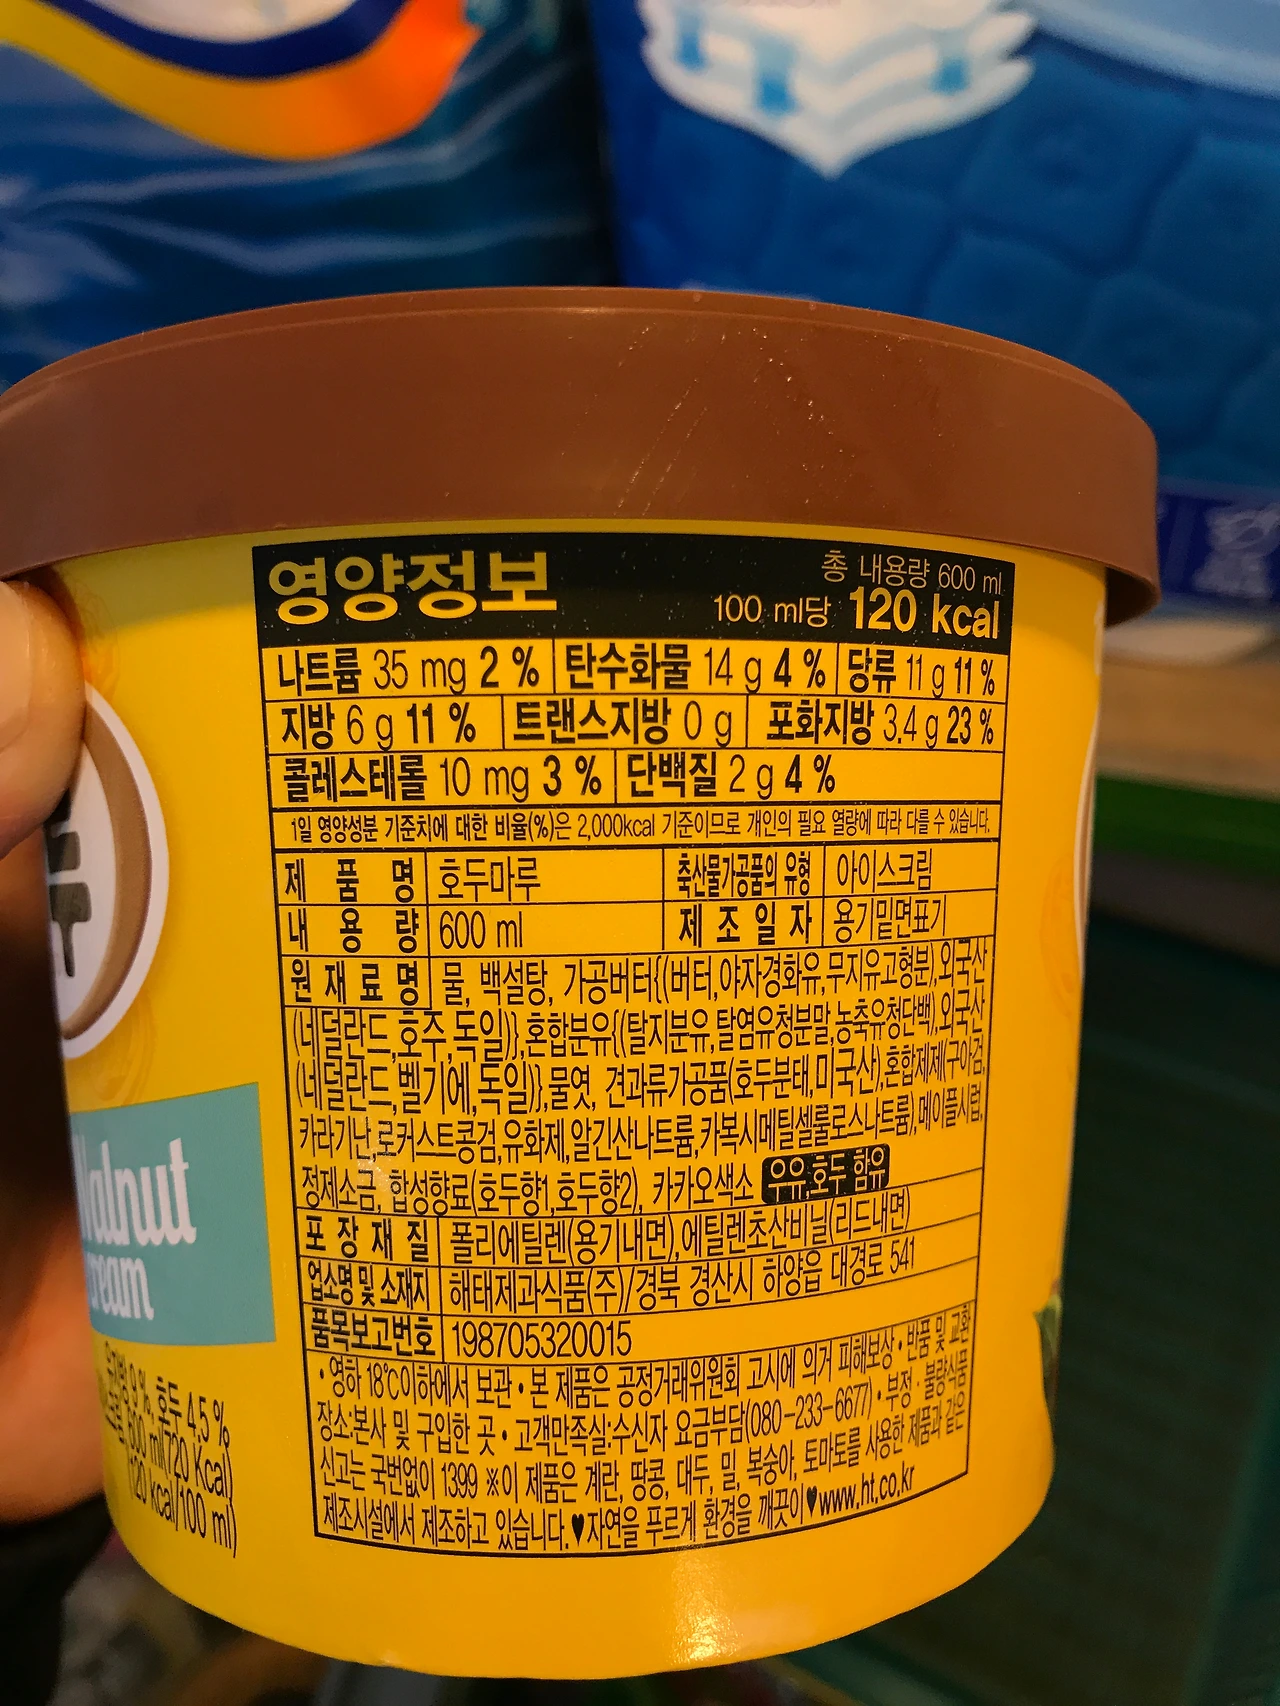 영양정보
총 내용량 600 ml
100 ml당 120 kcal
나트륨 35 mg 2 % 탄수화물 14 g 4 % 당류 11 g 11 %
지방 6 g 11 % 트랜스지방 0 g 포화지방 3.4 g 23 %
콜레스테롤 10 mg 3 % 단백질 2 g 4 %
1일 영양성분 기준치에 대한 비율(%)은 2,000kcal 기준이므로 개인의 필요 열량에 따라 다를 수 있습니다.
제 품 명 호두마루 축산물가공품의 유형 아이스크림
내 용 량 600 ml 제 조 일 자 용기밑면표기
원 재 료 명 물, 백설탕, 가공버터{(버터,야자경화유,무지유고형분),외국산
(네덜란드,호주,독일)},혼합분유{(탈지분유,탈염유청분말,농축유청단백),외국산
(네덜란드,벨기에,독일)},물엿, 견과류가공품(호두분태,미국산),혼합제제(구아검,
카라기난,로커스트콩검,유화제,알긴산나트륨,카복시메틸셀룰로스나트륨),메이플시럽,
정제소금, 합성향료(호두향1,호두향2), 카카오색소 우유,호두 함유
포 장 재 질 폴리에틸렌(용기내면),에틸렌초산비닐(리드내면)
업소명 및 소재지 해태제과식품(주)/경북 경산시 하양읍 대경로 541
품목보고번호 198705320015
• 영하 18℃이하에서 보관 • 본 제품은 공정거래위원회 고시에 의거 피해보상 • 반품 및 교환
장소:본사 및 구입한 곳 • 고객만족실:수신자 요금부담(080-233-6677) • 부정 · 불량식품
신고는 국번없이 1399 ※이 제품은 계란, 땅콩, 대두, 밀, 복숭아, 토마토를 사용한 제품과 같은
제조시설에서 제조하고 있습니다.♥자연을 푸르게 환경을 깨끗이♥www.ht.co.kr
Walnut
9 %, 호두 4.5 %
600 ml(720 kcal)
(120 kcal/100 ml)